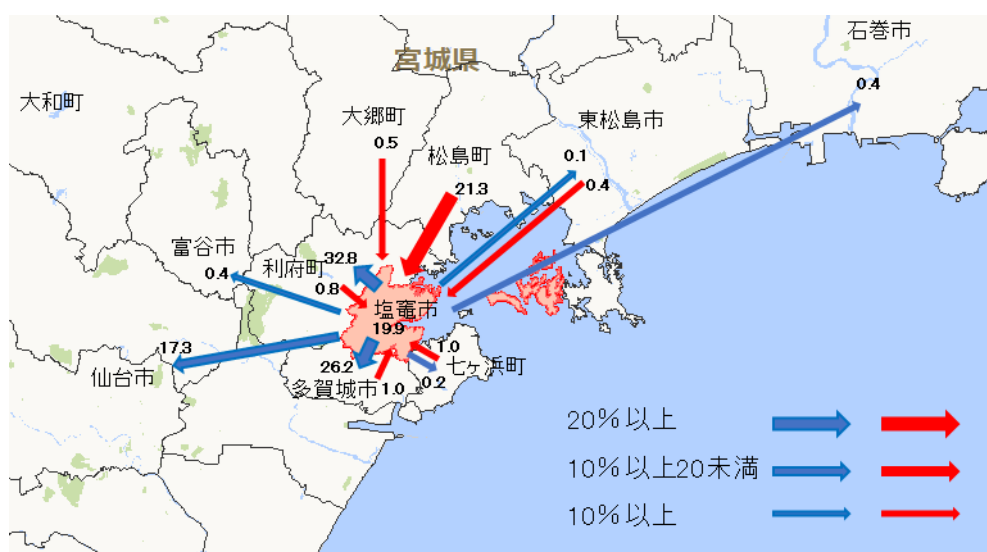 石巻市
宮城県
0.4
大和町
大郷町
東松島市
0.5
松島町
0.1
21.3
0.4
富谷市
32.8
0.4
利府町
0.8
塩竈市
19.9
17.3
1.0
仙台市
26.2
七ヶ浜町
多賀城市
1.0
0.2
20%以上
10%以上20未満
10%以上